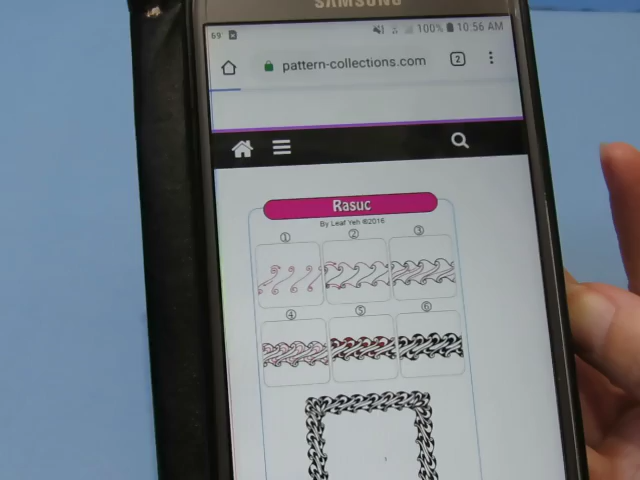 SAMSUNG
69° 100% 10:56 AM
pattern-collections.com 2
Rasuc
By Leaf Yeh ©2016
① ② ③
④ ⑤ ⑥